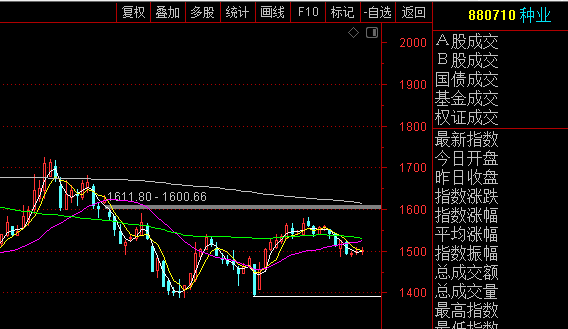 复权 叠加 多股 统计 画线 F10 标记 -自选 返回
880710 种业
2000
1900
1800
1700
1600
1500
1400
1611.80 - 1600.66
A股成交
B股成交
国债成交
基金成交
权证成交
最新指数
今日开盘
昨日收盘
指数涨跌
指数涨幅
平均涨幅
指数振幅
总成交额
总成交量
最高指数
最低指数